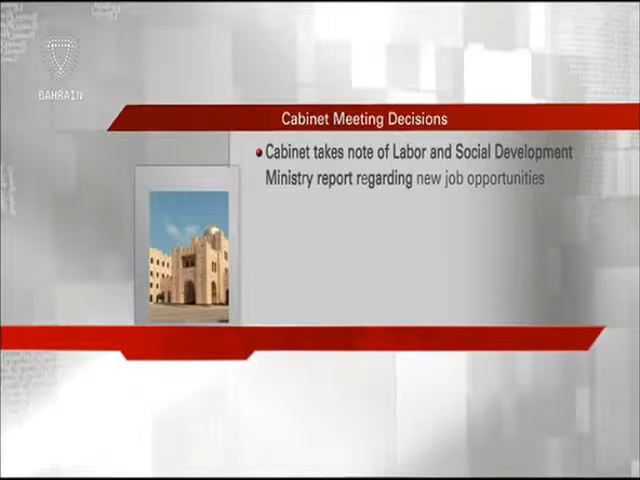 BAHRAIN
Cabinet Meeting Decisions
Cabinet takes note of Labor and Social Development
Ministry report regarding new job opportunities